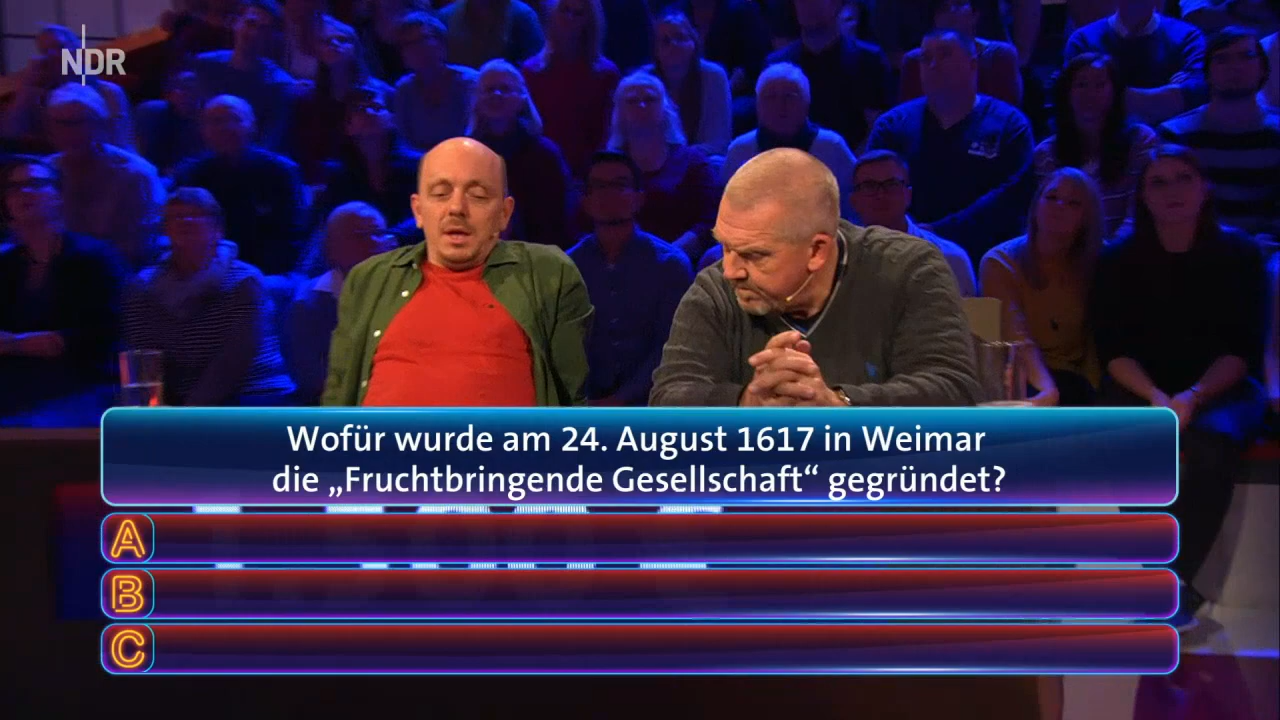 NDR
Wofür wurde am 24. August 1617 in Weimar
die „Fruchtbringende Gesellschaft“ gegründet?
A
B
C